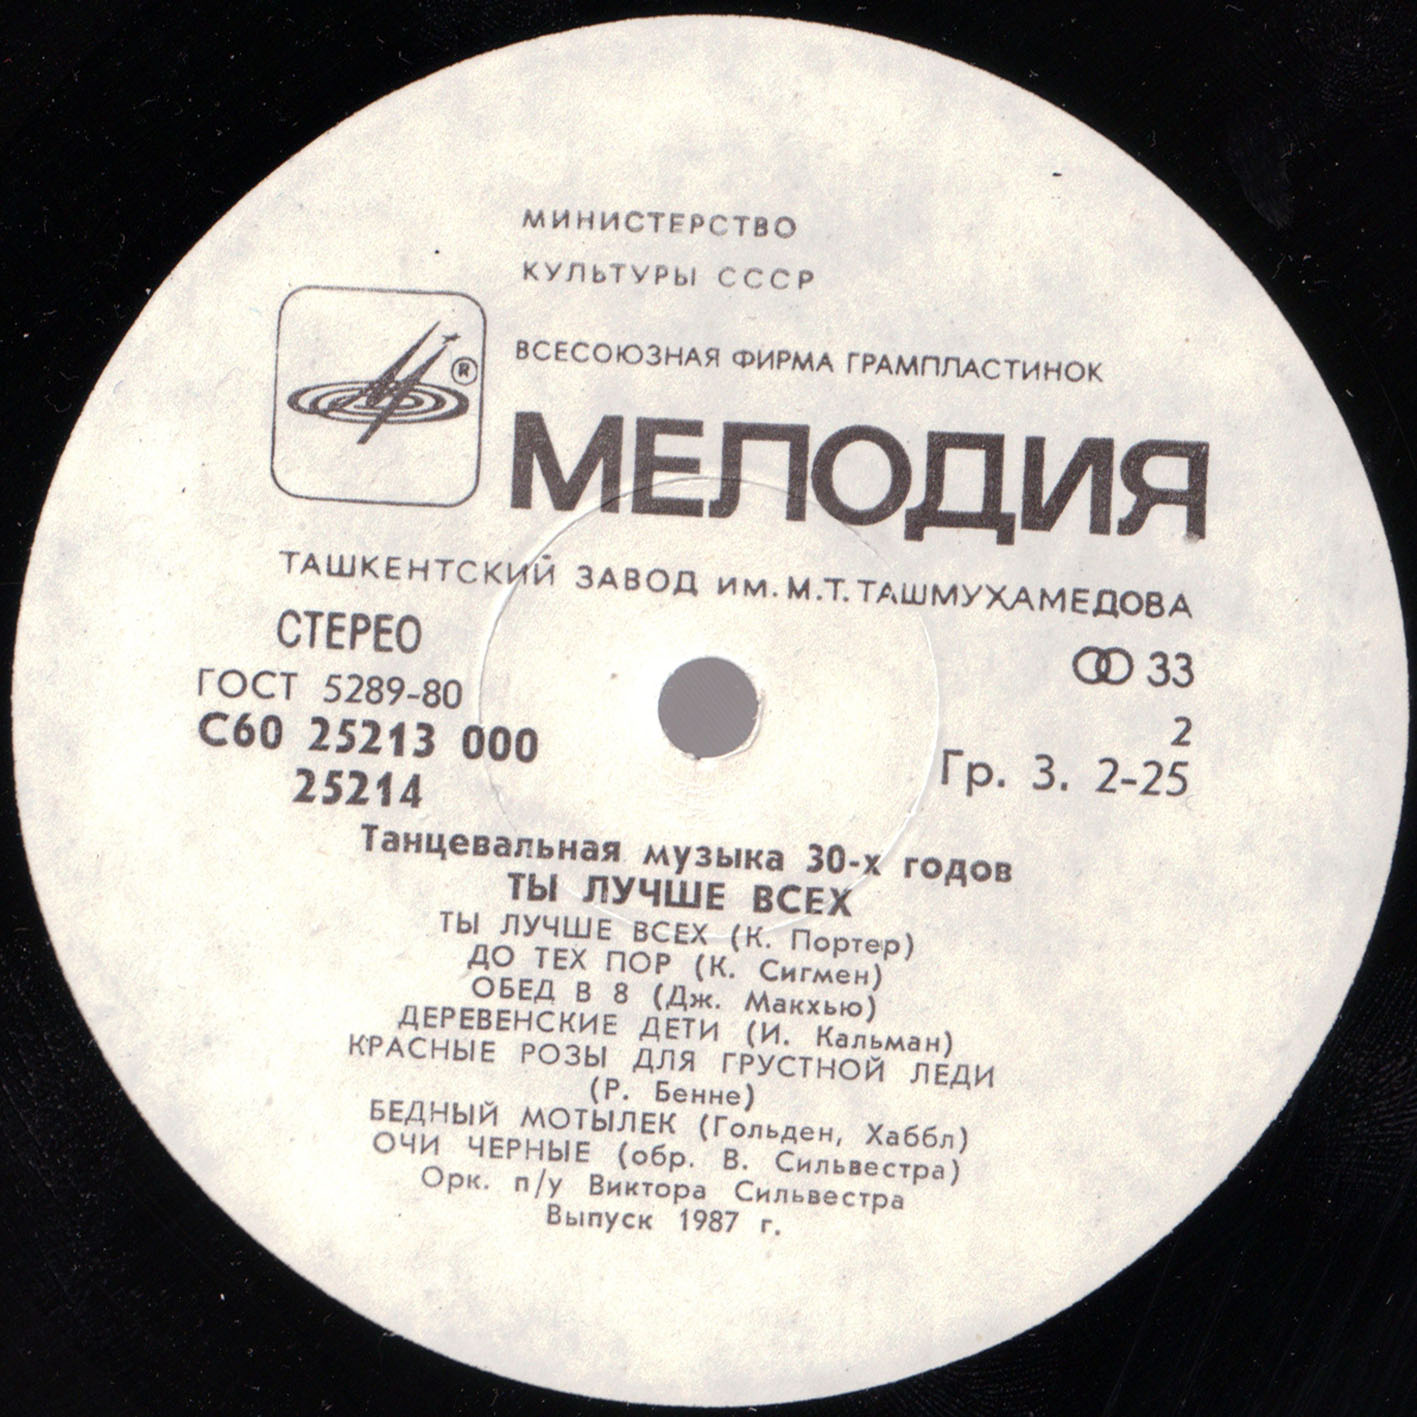 МИНИСТЕРСТВО
КУЛЬТУРЫ СССР
ВСЕСОЮЗНАЯ ФИРМА ГРАМПЛАСТИНОК
®
МЕЛОДИЯ
ТАШКЕНТСКИЙ ЗАВОД ИМ. М.Т. ТАШМУХАМЕДОВА
СТЕРЕО
33
ГОСТ 5289-80
2
С60 25213 000
Гр. 3. 2-25
25214
Танцевальная музыка 30-х годов
ТЫ ЛУЧШЕ ВСЕХ
ТЫ ЛУЧШЕ ВСЕХ (К. Портер)
ДО ТЕХ ПОР (К. Сигмен)
ОБЕД В 8 (Дж. Макхью)
ДЕРЕВЕНСКИЕ ДЕТИ (И. Кальман)
КРАСНЫЕ РОЗЫ ДЛЯ ГРУСТНОЙ ЛЕДИ
(Р. Бенне)
БЕДНЫЙ МОТЫЛЕК (Гольден, Хаббл)
ОЧИ ЧЕРНЫЕ (обр. В. Сильвестра)
Орк. п/у Виктора Сильвестра
Выпуск 1987 г.